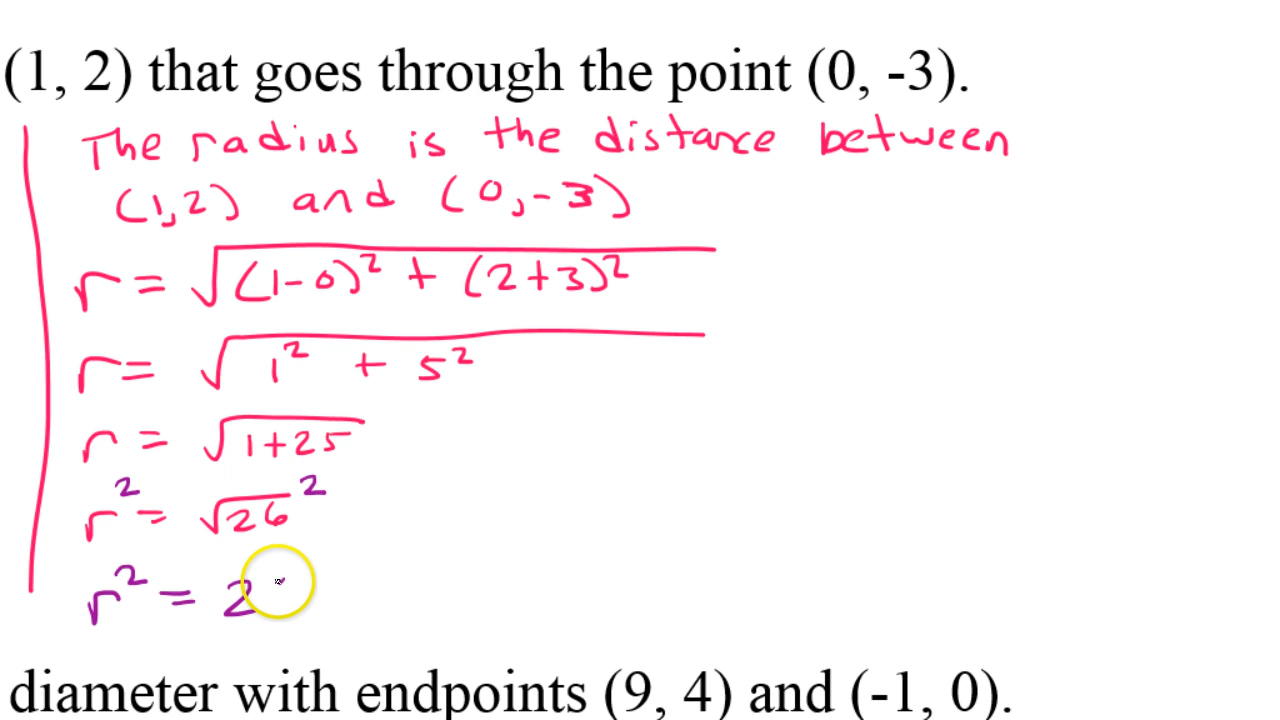 (1, 2) that goes through the point (0, -3).
The radius is the distance between
(1,2) and (0,-3)
r = √(1-0)² + (2+3)²
r = √1² + 5²
r = √1+25
r² = √26²
r² = 2
diameter with endpoints (9, 4) and (-1, 0).